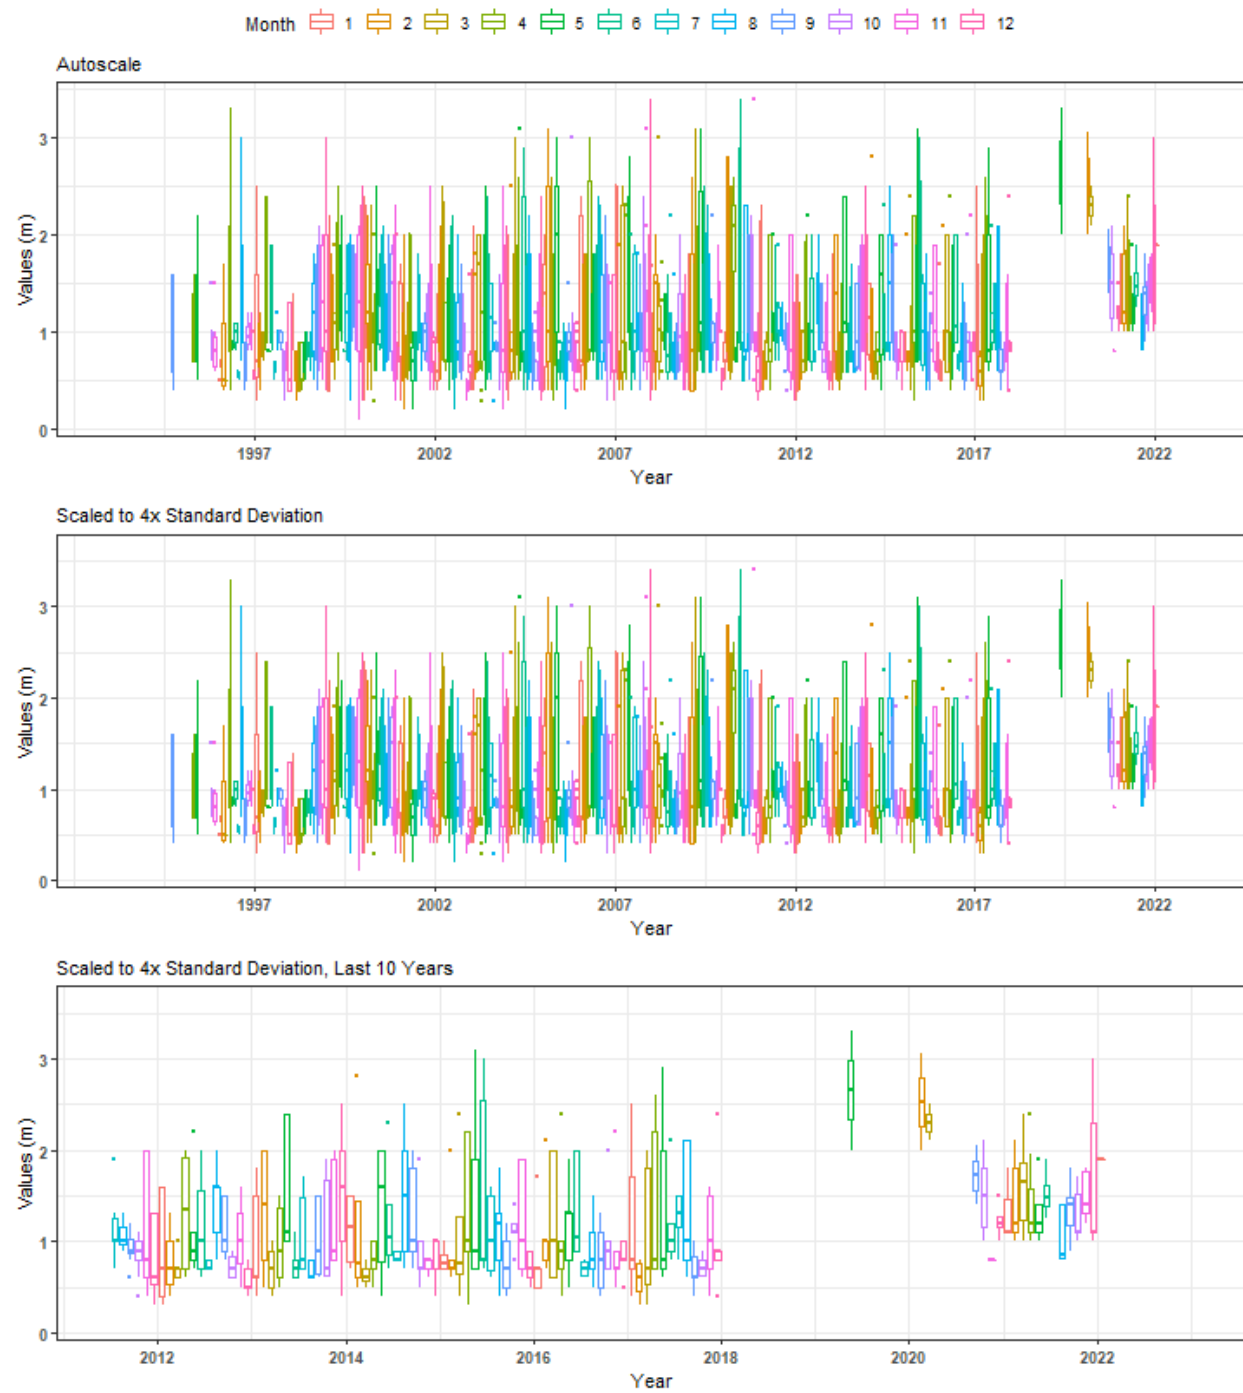 Month 1 2 3 4 5 6 7 8 9 10 11 12
Autoscale
Values (m)
3
2
1
0
1997 2002 2007 2012 2017 2022
Year
Scaled to 4x Standard Deviation
Values (m)
3
2
1
0
1997 2002 2007 2012 2017 2022
Year
Scaled to 4x Standard Deviation, Last 10 Years
Values (m)
3
2
1
0
2012 2014 2016 2018 2020 2022
Year